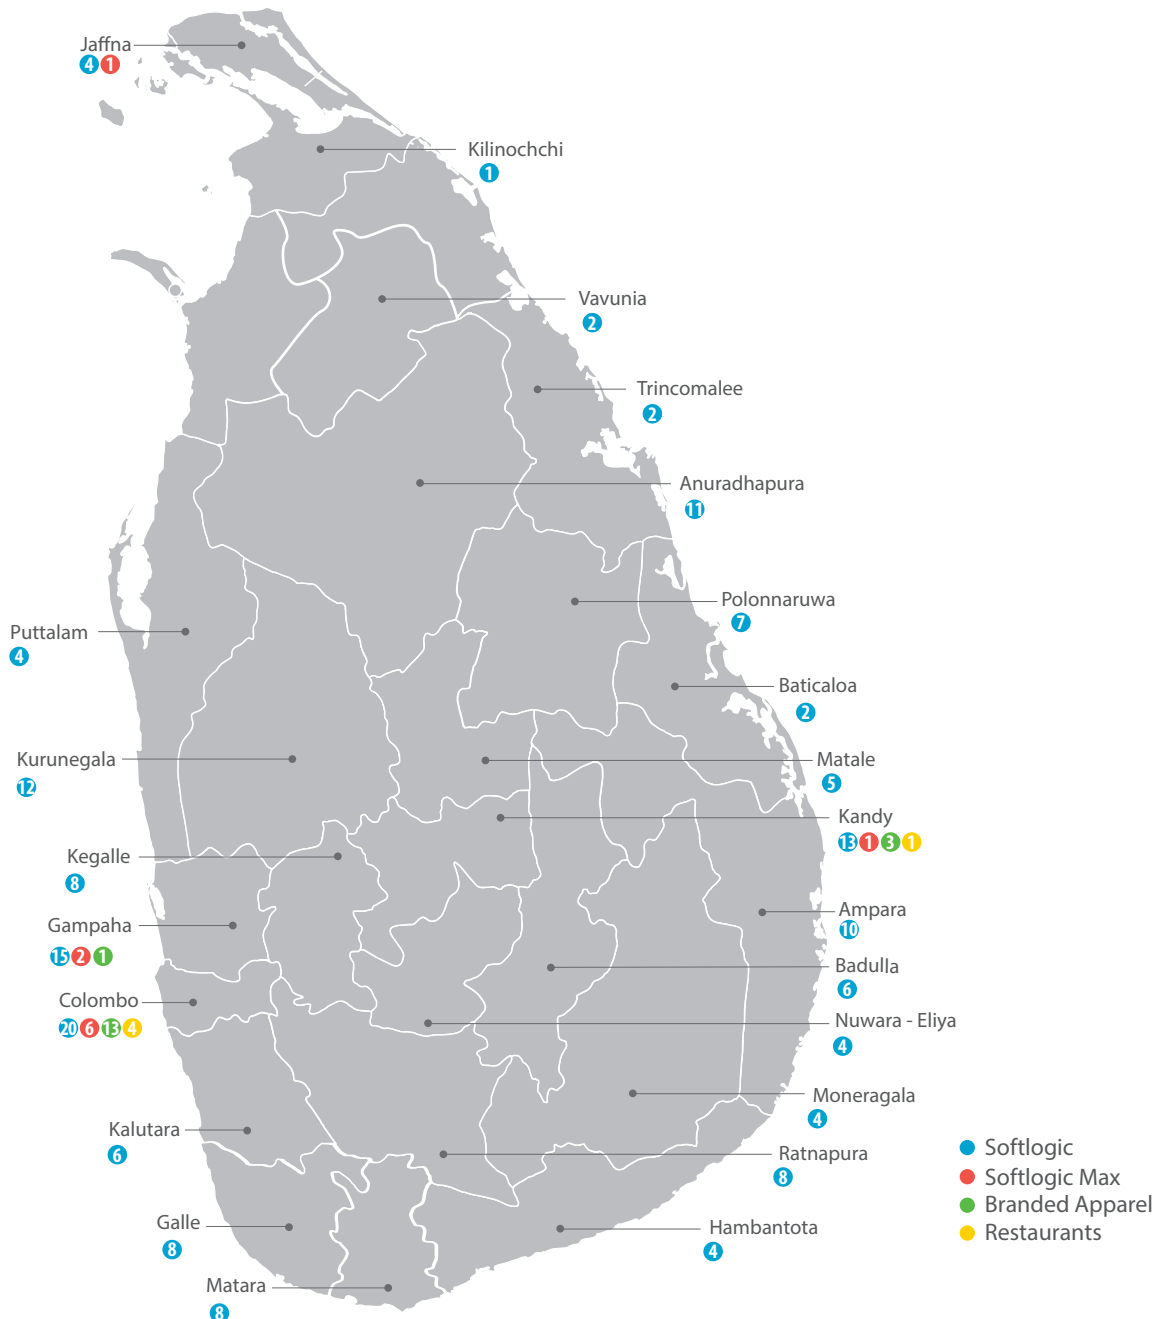 Jaffna
4 1
Kilinochchi
1
Vavunia
2
Trincomalee
2
Anuradhapura
11
Polonnaruwa
7
Puttalam
4
Baticaloa
2
Kurunegala
12
Matale
5
Kandy
13 1 3 1
Kegalle
8
Ampara
10
Gampaha
15 2 1
Badulla
6
Colombo
20 6 13 4
Nuwara - Eliya
4
Moneragala
4
Kalutara
6
Ratnapura
8
Galle
8
Hambantota
4
Matara
8
Softlogic
Softlogic Max
Branded Apparel
Restaurants